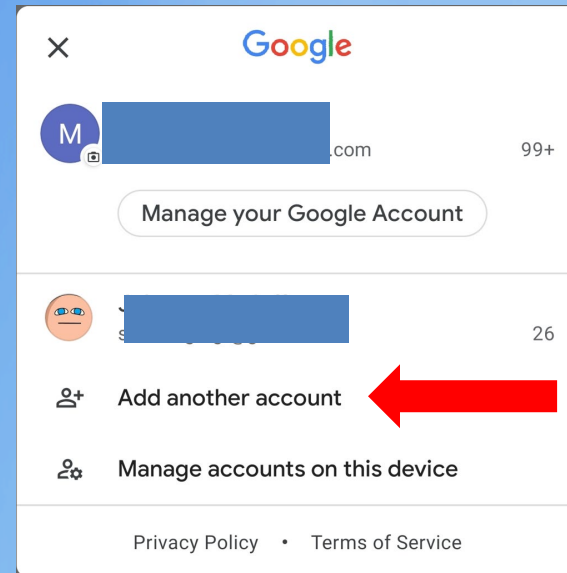 Google
M
.com 99+
Manage your Google Account
26
Add another account
Manage accounts on this device
Privacy Policy • Terms of Service